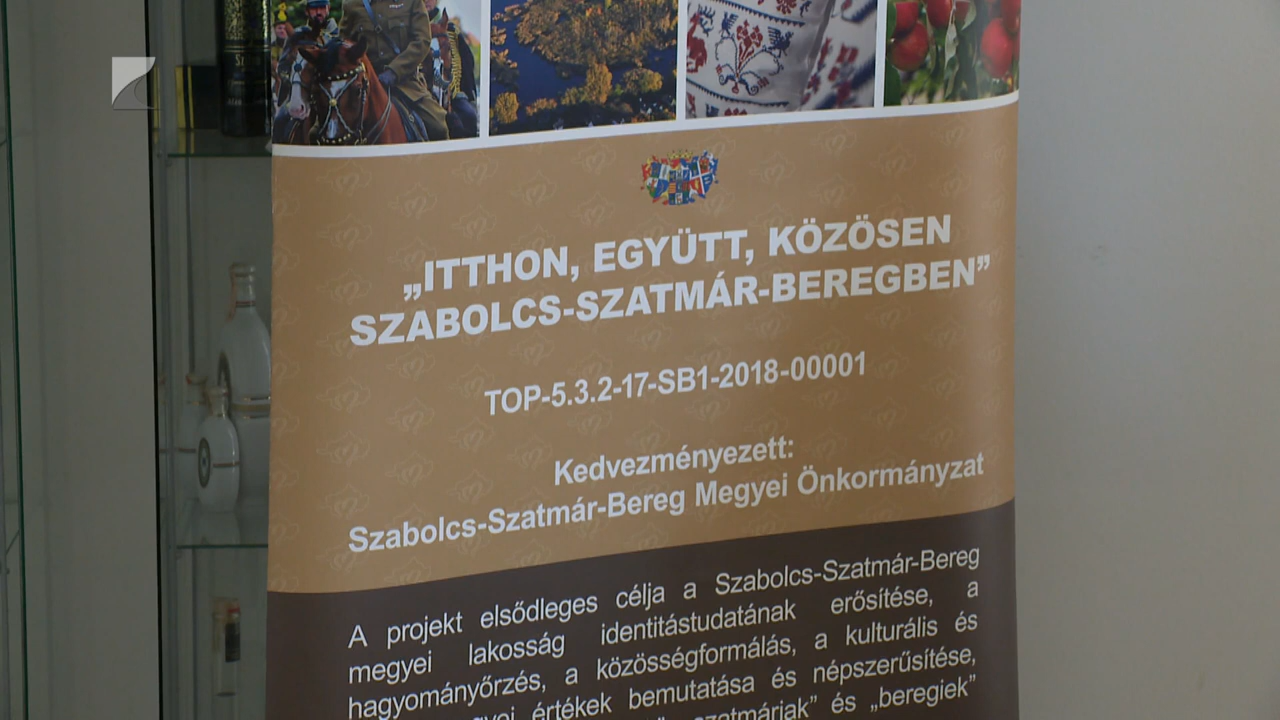 „ITTHON, EGYÜTT, KÖZÖSEN
SZABOLCS-SZATMÁR-BEREGBEN”
TOP-5.3.2-17-SB1-2018-00001
Kedvezményezett:
Szabolcs-Szatmár-Bereg Megyei Önkormányzat
A projekt elsődleges célja a Szabolcs-Szatmár-Bereg
megyei lakosság identitástudatának erősítése, a
hagyományőrzés, a közösségformálás, a kulturális és
értékek bemutatása és népszerűsítése,
szatmáriak” és „beregiek”